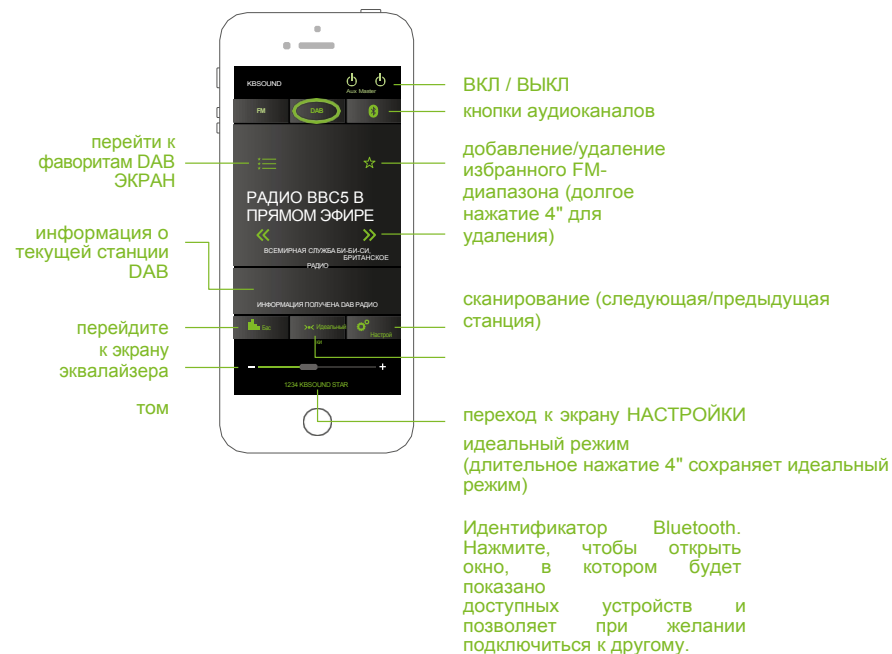 KBSOUND
Aux Master
FM DAB
РАДИО BBC5 В
ПРЯМОМ ЭФИРЕ
ВСЕМИРНАЯ СЛУЖБА БИ-БИ-СИ,
БРИТАНСКОЕ
РАДИО
ИНФОРМАЦИЯ ПОЛУЧЕНА DAB РАДИО
Бас Идеальный
ки Настрой
- +
1234 KBSOUND STAR
перейти к
фаворитам DAB
ЭКРАН
информация о
текущей станции
DAB
перейдите
к экрану
эквалайзера
том
ВКЛ / ВЫКЛ
кнопки аудиоканалов
добавление/удаление
избранного FM-
диапазона (долгое
нажатие 4" для
удаления)
сканирование (следующая/предыдущая
станция)
переход к экрану НАСТРОЙКИ
идеальный режим
(длительное нажатие 4" сохраняет идеальный
режим)
Идентификатор Bluetooth.
Нажмите, чтобы открыть
окно, в котором будет
показано
доступных устройств и
позволяет при желании
подключиться к другому.